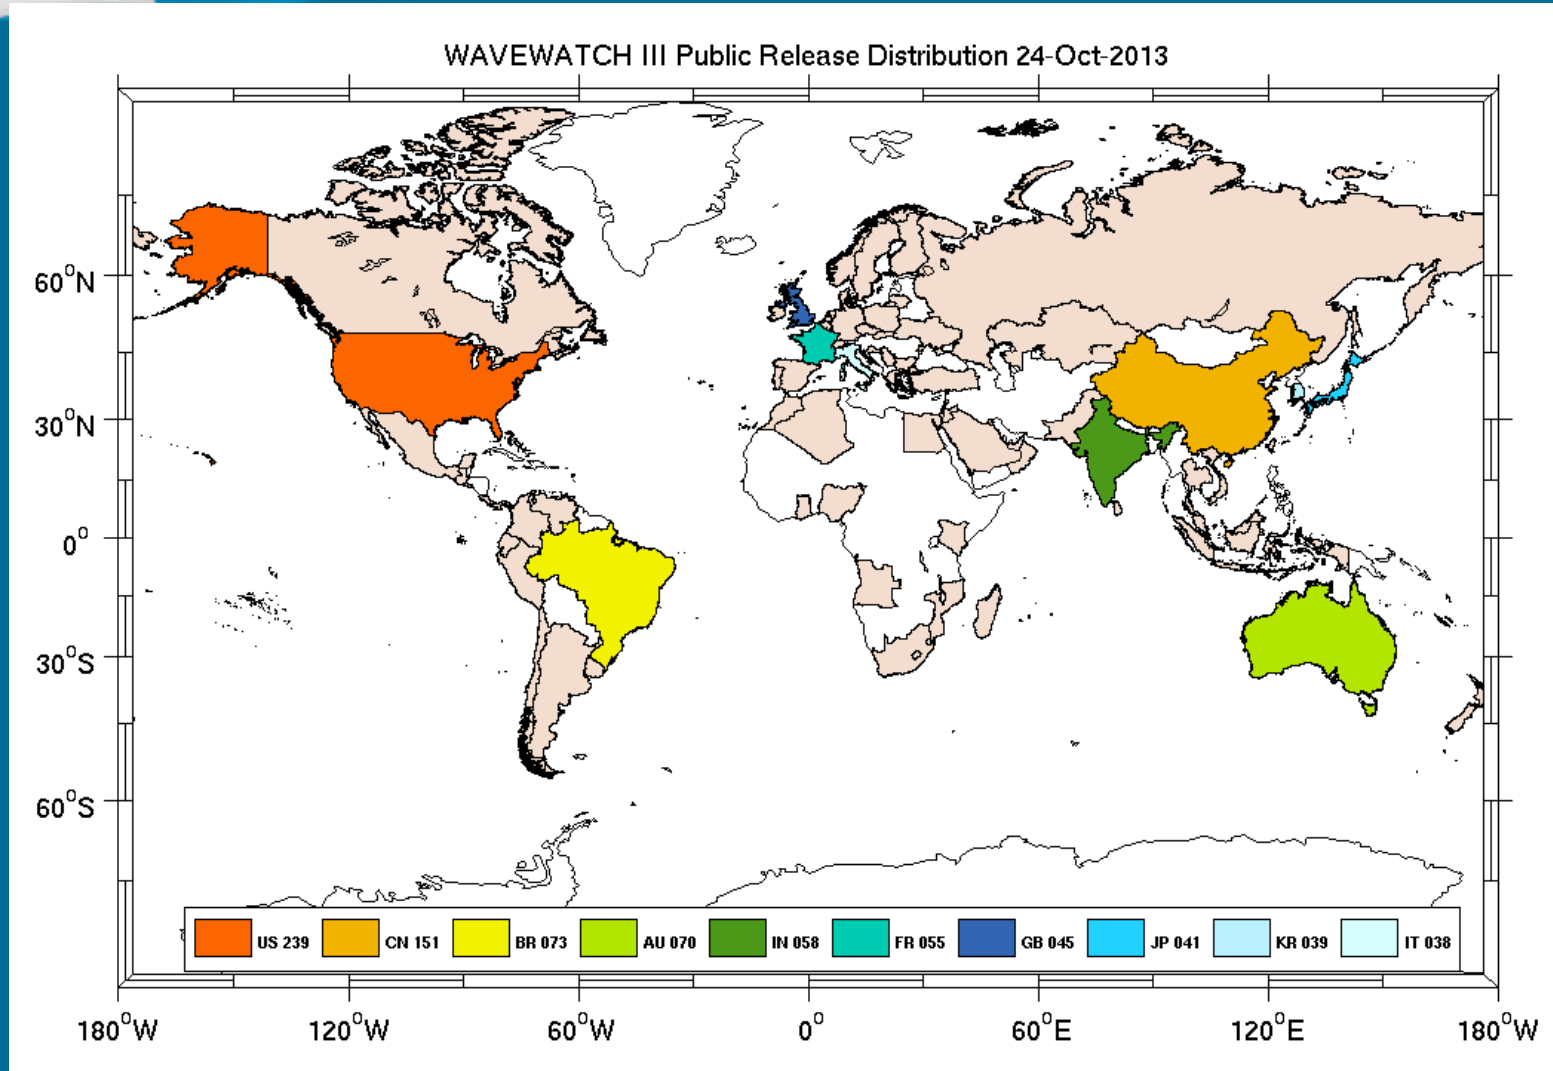 WAVEWATCH III Public Release Distribution 24-Oct-2013
60°N
30°N
0°
30°S
60°S
US 239 CN 151 BR 073 AU 070 IN 058 FR 055 GB 045 JP 041 KR 039 IT 038
180°W 120°W 60°W 0° 60°E 120°E 180°W